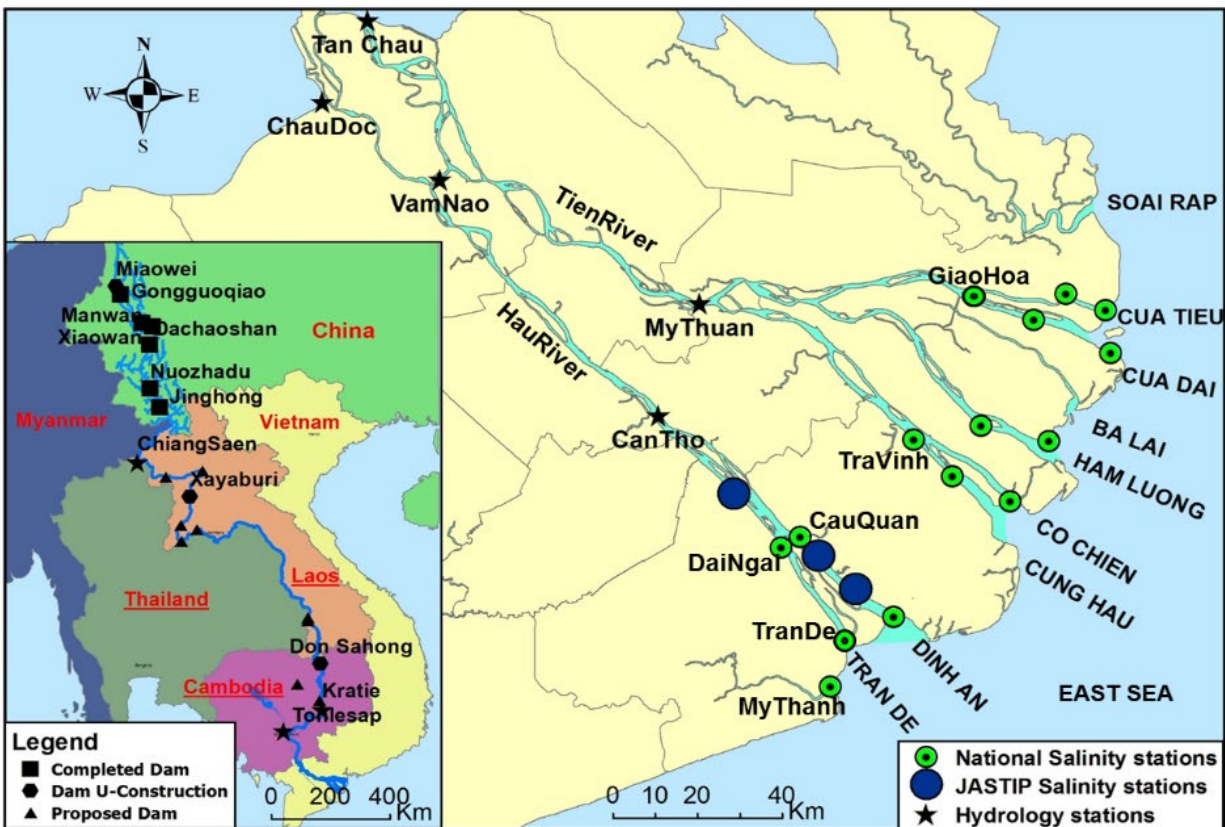 N
W E
S
Tan Chau
ChauDoc
VamNao
TienRiver
HauRiver
MyThuan
CanTho
GiaoHoa
SOAI RAP
CUA TIEU
CUA DAI
BA LAI
HAM LUONG
TraVinh
CO CHIEN
CUNG HAU
CauQuan
DaiNgai
TranDe
TRAN DE
DINH AN
MyThanh
EAST SEA
Miaowei
Gongguoqiao
Manwan
Dachaoshan
Xiaowan
China
Nuozhadu
Jinghong
Myanmar
Vietnam
ChiangSaen
Xayaburi
Laos
Thailand
Don Sahong
Cambodia
Kratie
Tonlesap
Legend
Completed Dam
Dam U-Construction
Proposed Dam
0 200 400
Km
0 10 20 40
Km
National Salinity stations
JASTIP Salinity stations
Hydrology stations